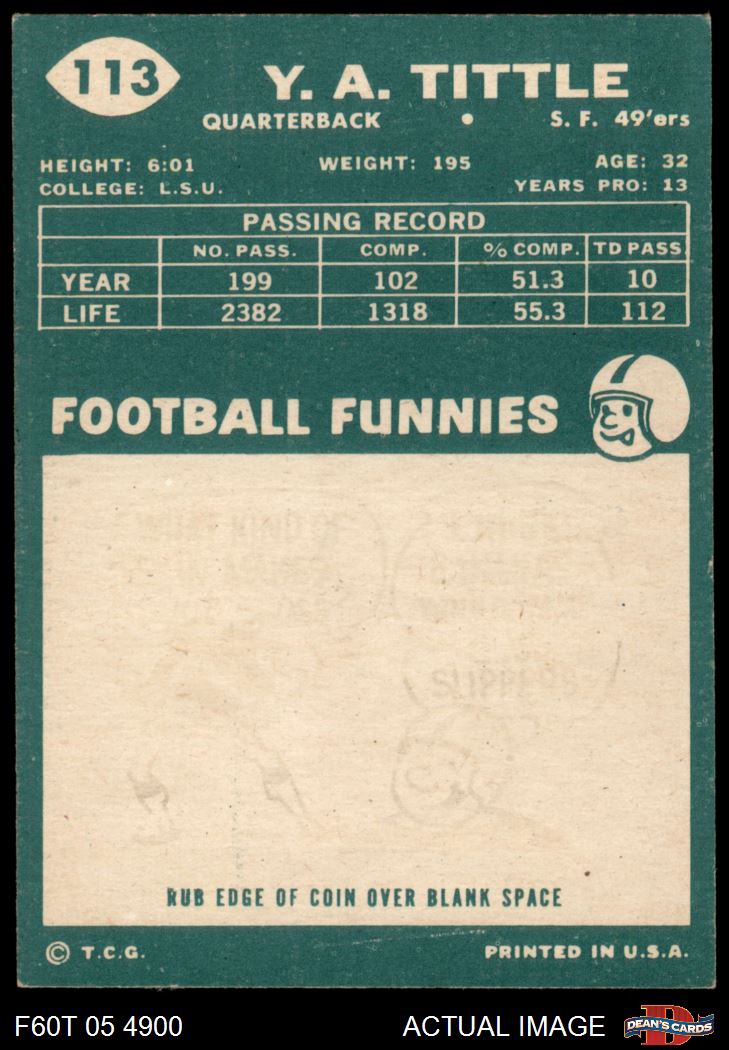 113
Y. A. TITTLE
QUARTERBACK • S. F. 49'ers
HEIGHT: 6:01 WEIGHT: 195 AGE: 32
COLLEGE: L.S.U. YEARS PRO: 13
PASSING RECORD
NO. PASS. COMP. % COMP. TD PASS
YEAR 199 102 51.3 10
LIFE 2382 1318 55.3 112
FOOTBALL FUNNIES
RUB EDGE OF COIN OVER BLANK SPACE
© T.C.G. PRINTED IN U.S.A.
F60T 05 4900 ACTUAL IMAGE D DEAN'S CARDS